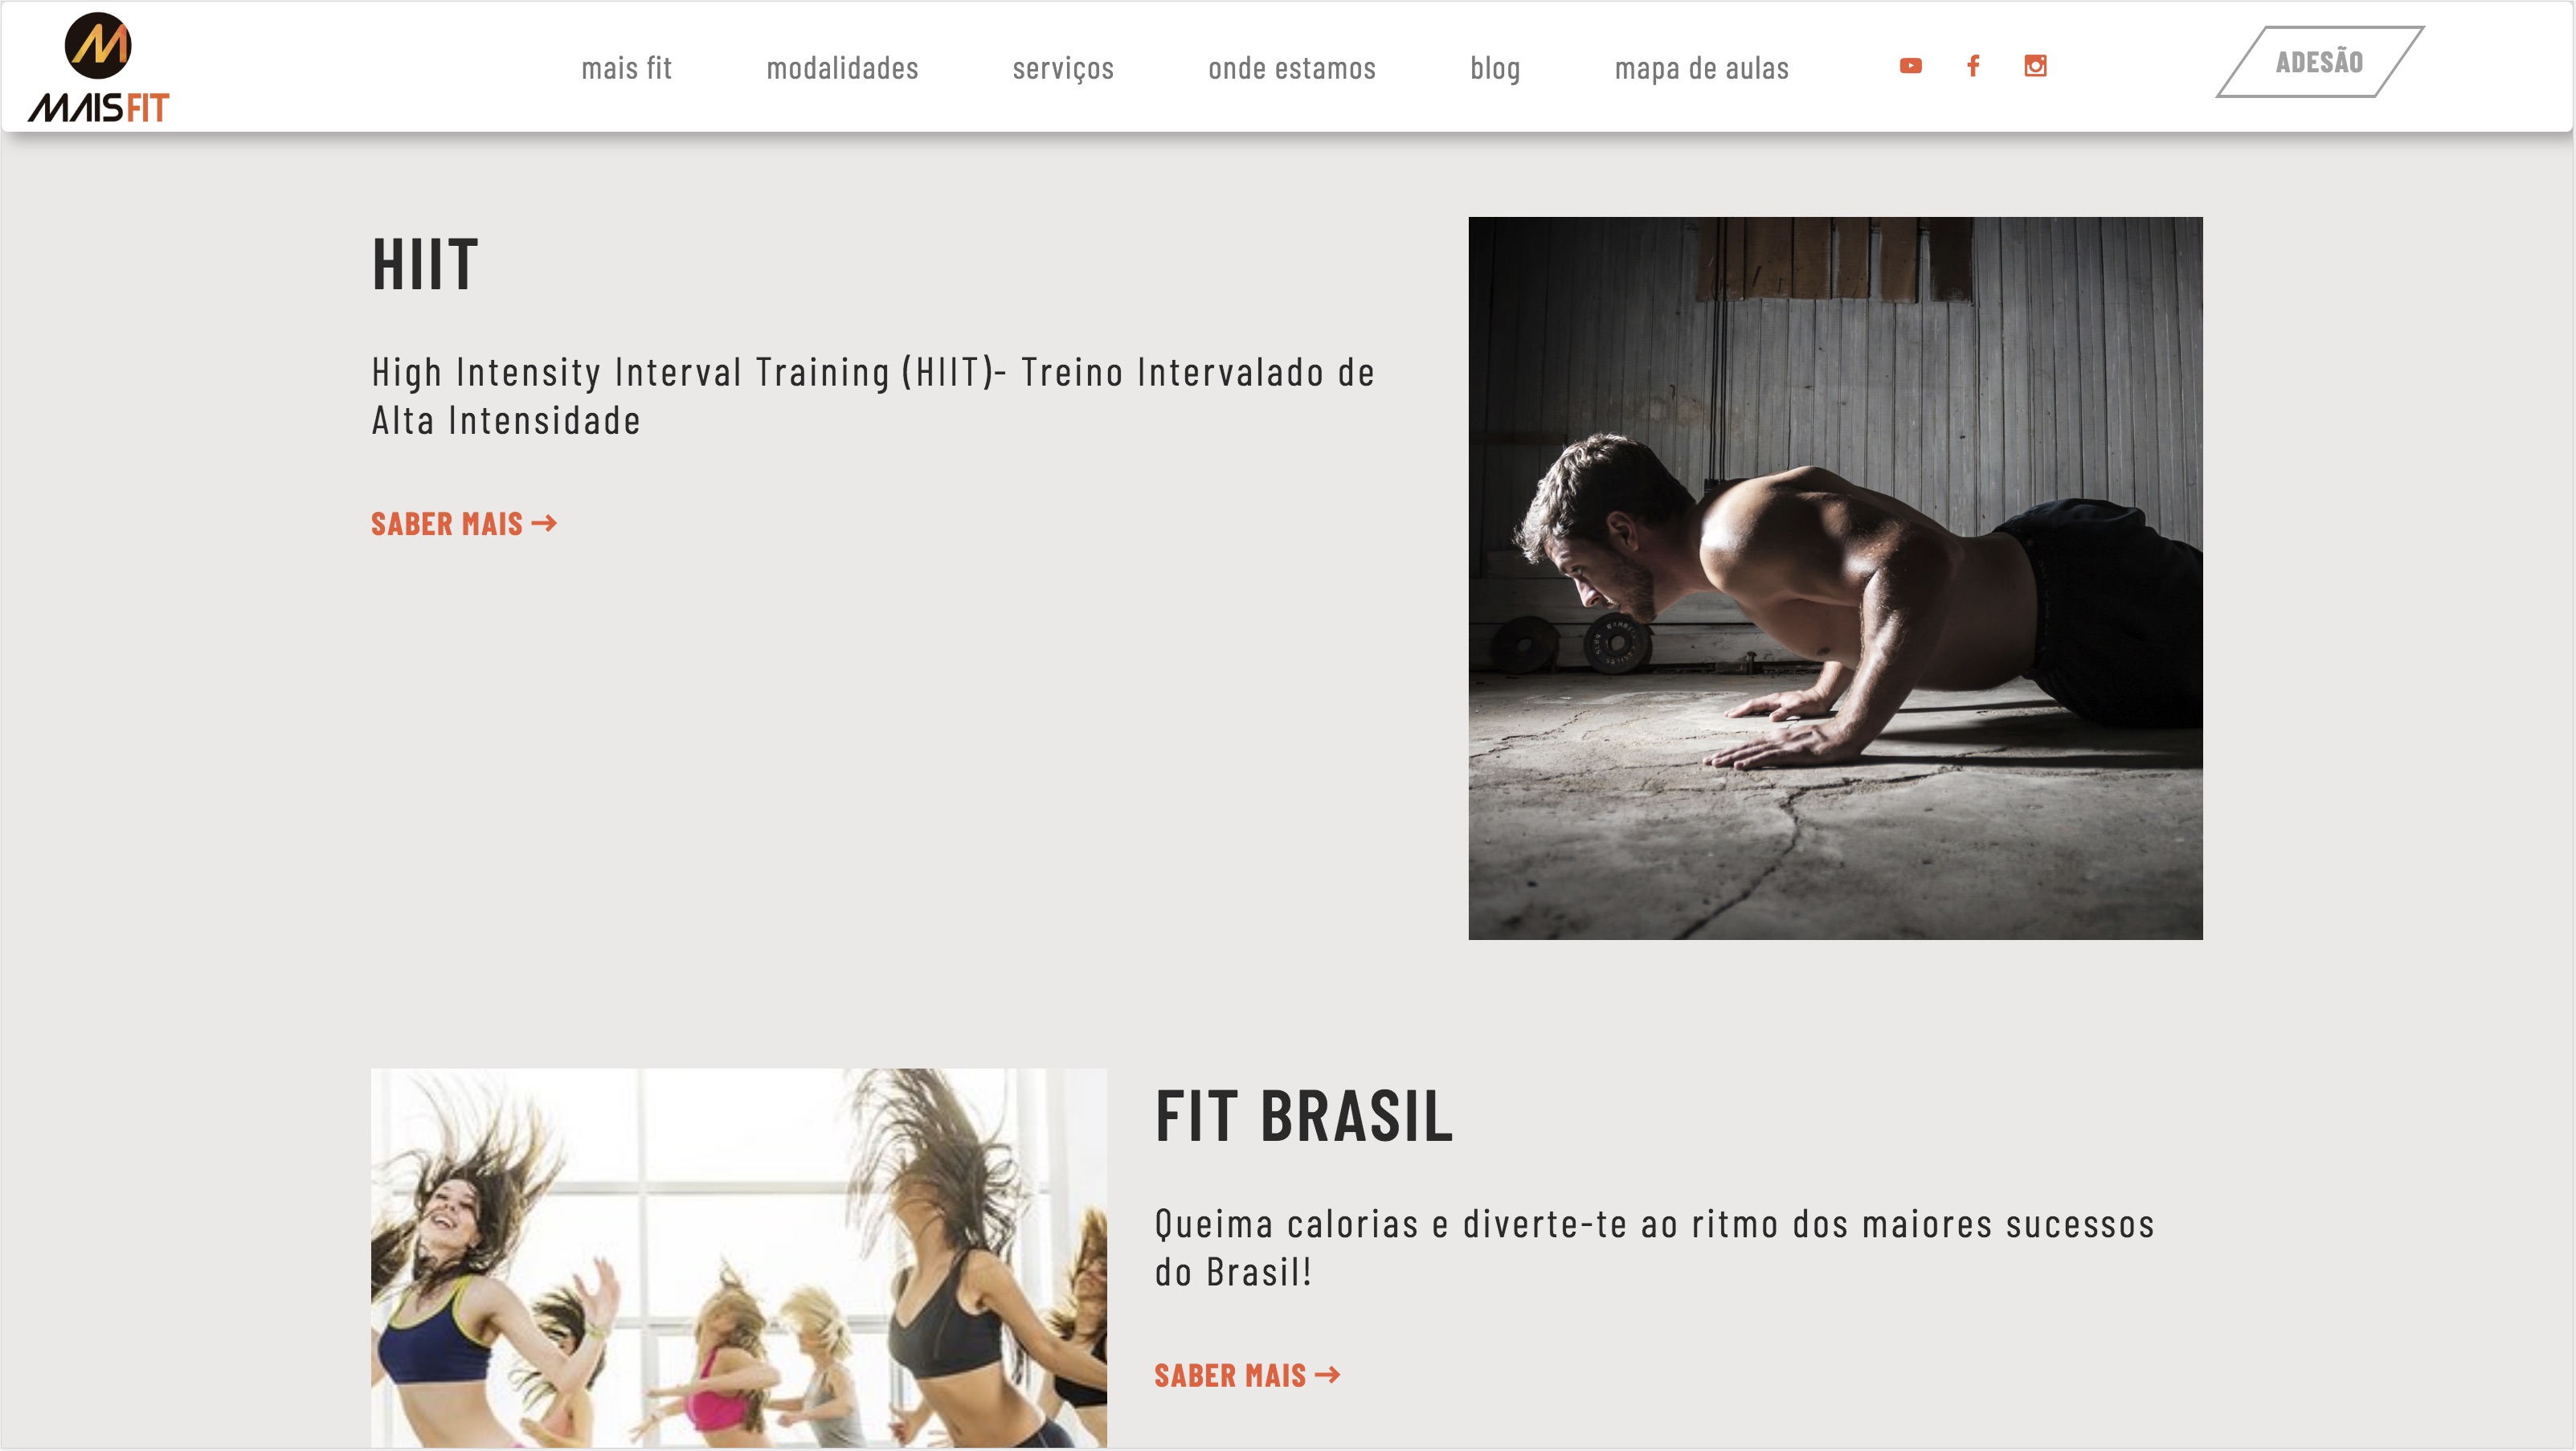 MAISFIT
mais fit
modalidades
serviços
onde estamos
blog
mapa de aulas
ADESÃO
HIIT
High Intensity Interval Training (HIIT)- Treino Intervalado de
Alta Intensidade
SABER MAIS →
FIT BRASIL
Queima calorias e diverte-te ao ritmo dos maiores sucessos
do Brasil!
SABER MAIS →